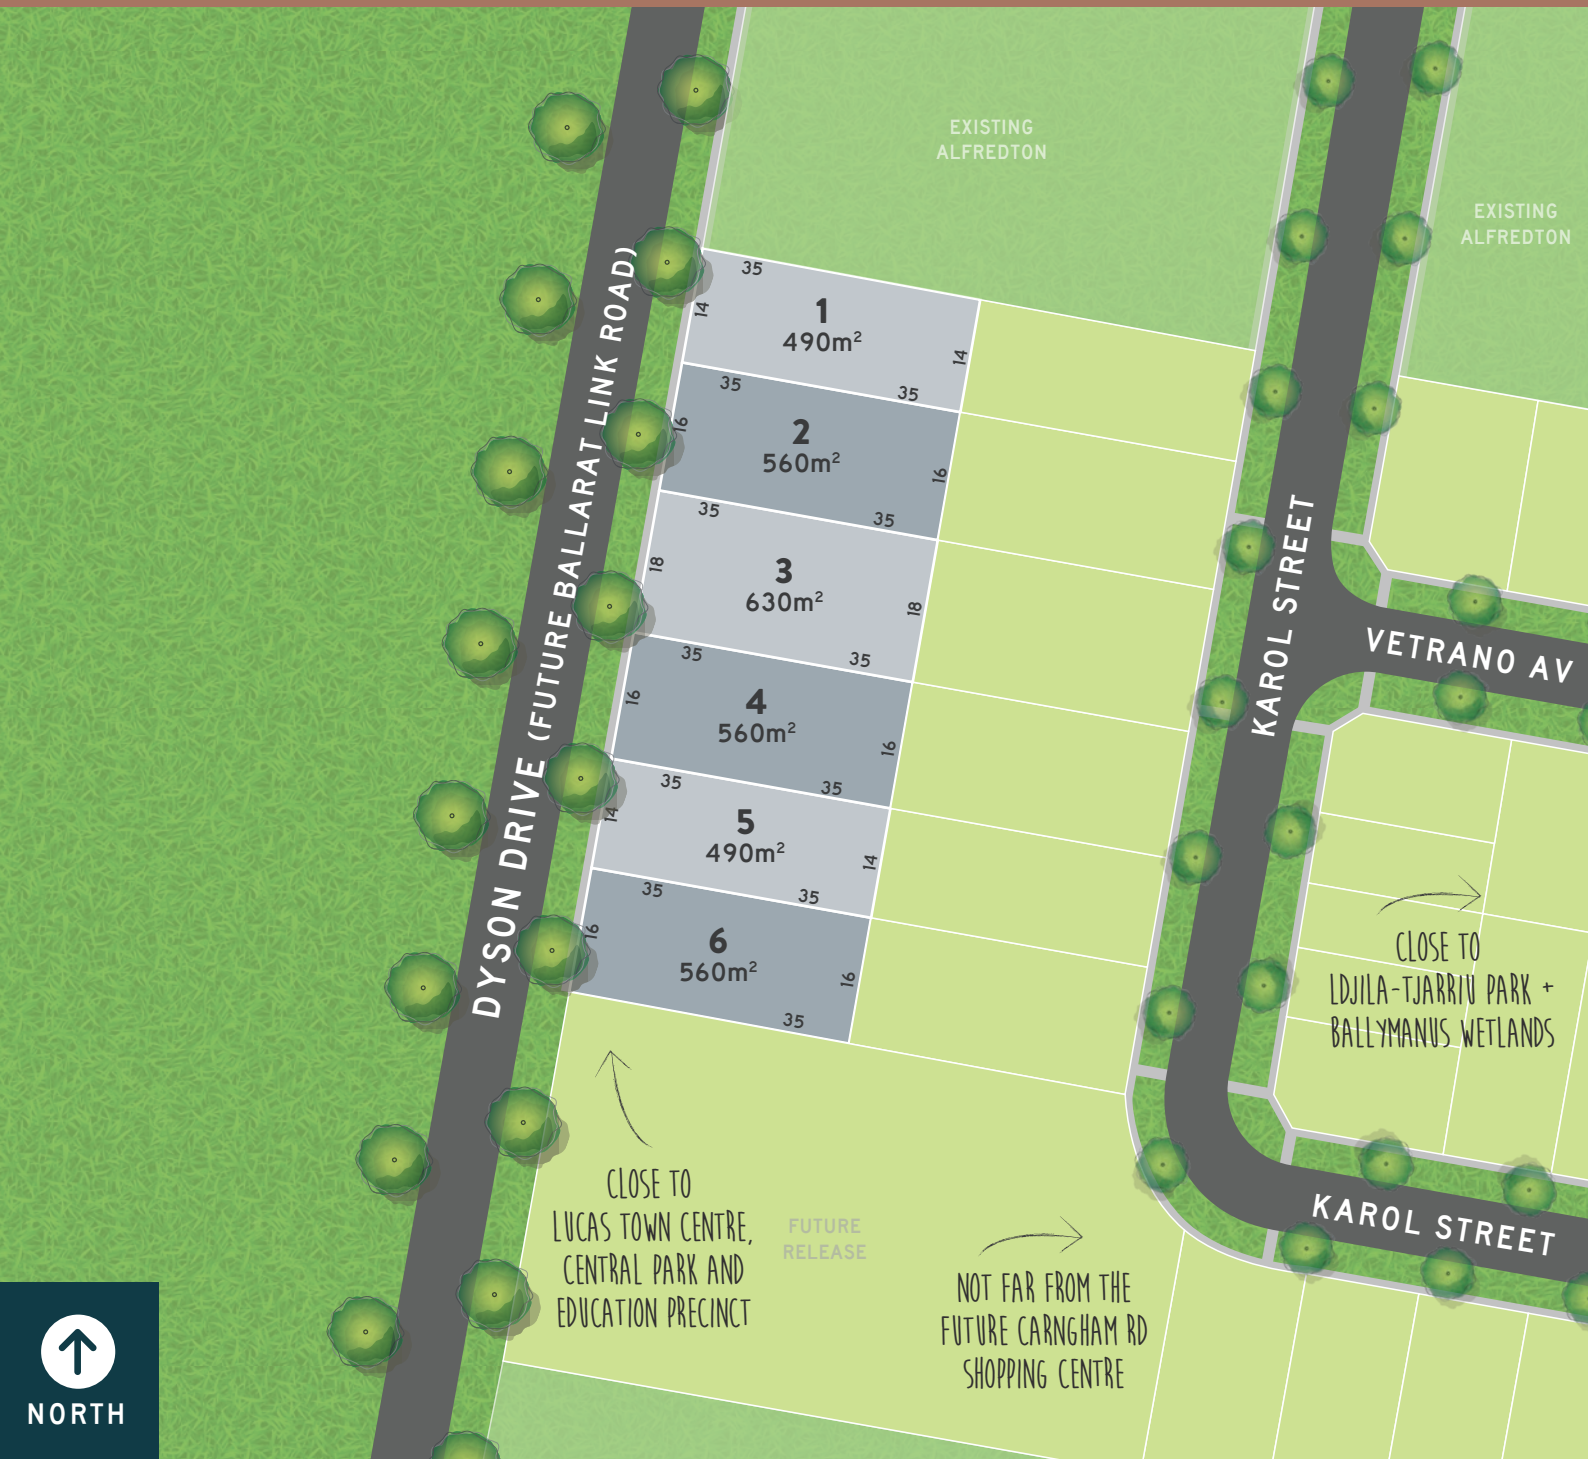 EXISTING
ALFREDTON
EXISTING
ALFREDTON
DYSON DRIVE (FUTURE BALLARAT LINK ROAD)
35
14
1
490m²
14
35
35
16
2
560m²
16
35
35
18
3
630m²
18
35
35
16
4
560m²
16
35
35
14
5
490m²
14
35
35
16
6
560m²
16
35
KAROL STREET
VETRANO AV
CLOSE TO
LDJILA-TJARRIU PARK +
BALLYMANUS WETLANDS
KAROL STREET
CLOSE TO
LUCAS TOWN CENTRE,
CENTRAL PARK AND
EDUCATION PRECINCT
FUTURE
RELEASE
NOT FAR FROM THE
FUTURE CARNGHAM RD
SHOPPING CENTRE
NORTH